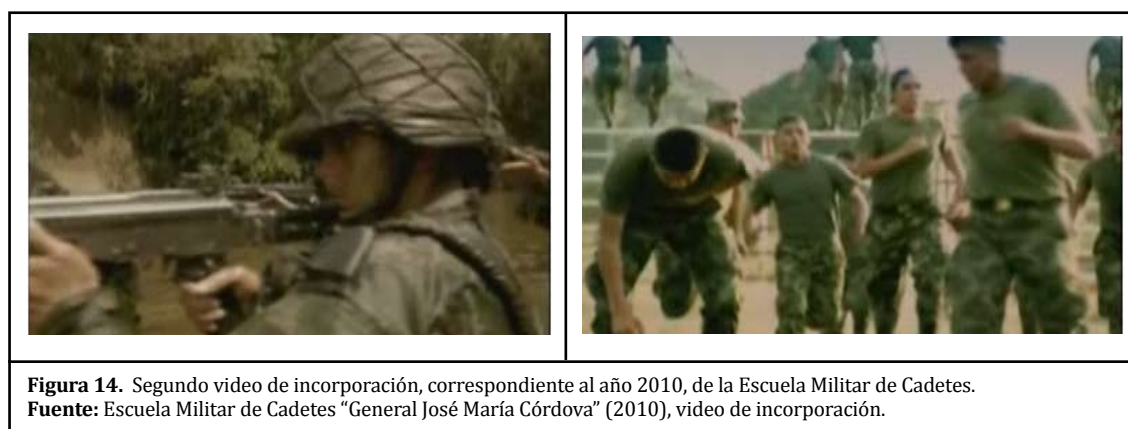 Figura 14. Segundo video de incorporación, correspondiente al año 2010, de la Escuela Militar de Cadetes.
Fuente: Escuela Militar de Cadetes “General José María Córdova” (2010), video de incorporación.